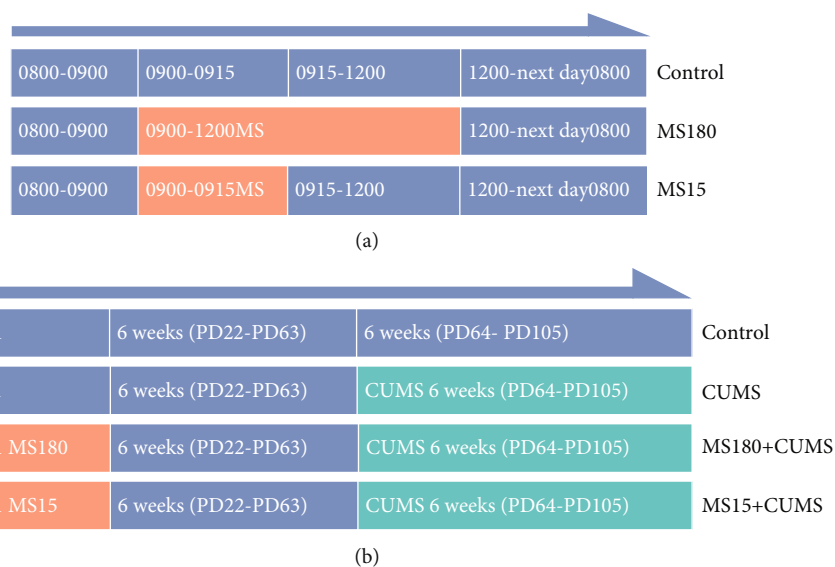 0800-0900 0900-0915 0915-1200 1200-next day0800 Control
0800-0900 0900-1200MS 1200-next day0800 MS180
0800-0900 0900-0915MS 0915-1200 1200-next day0800 MS15
(a)
6 weeks (PD22-PD63) 6 weeks (PD64- PD105) Control
6 weeks (PD22-PD63) CUMS 6 weeks (PD64-PD105) CUMS
MS180 6 weeks (PD22-PD63) CUMS 6 weeks (PD64-PD105) MS180+CUMS
MS15 6 weeks (PD22-PD63) CUMS 6 weeks (PD64-PD105) MS15+CUMS
(b)